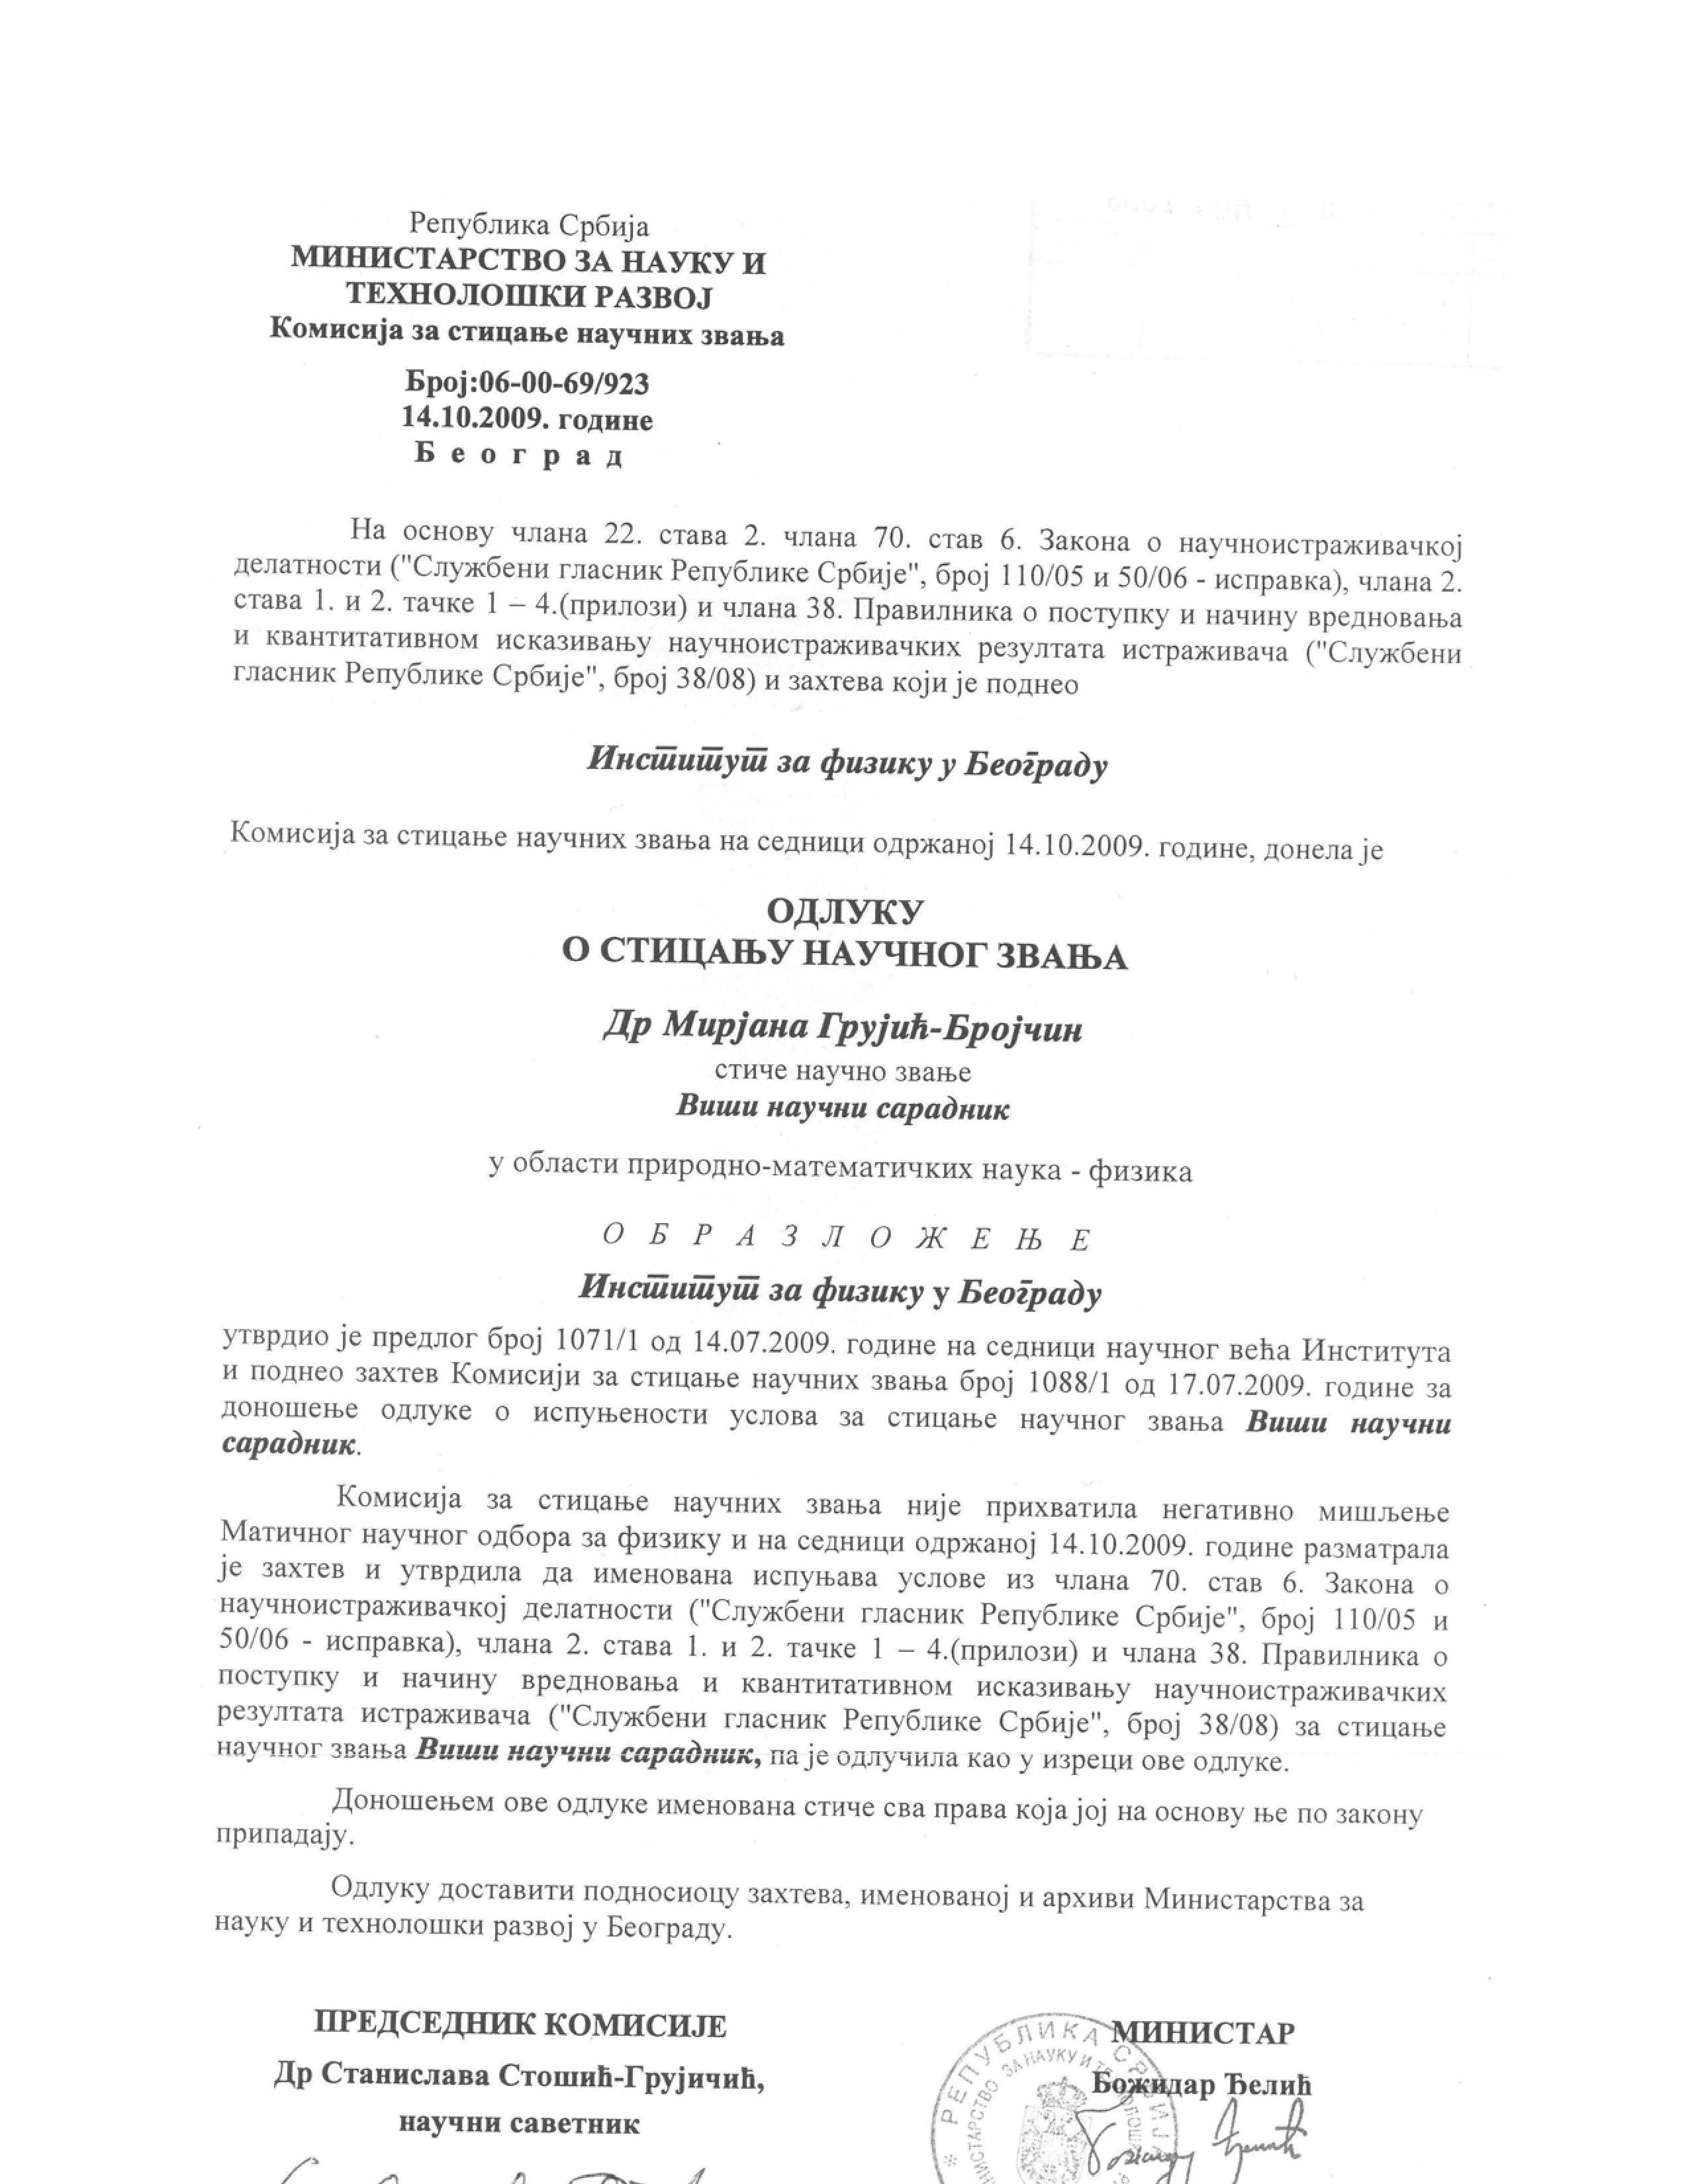 Република Србија
МИНИСТАРСТВО ЗА НАУКУ И
ТЕХНОЛОШКИ РАЗВОЈ
Комисија за стицање научних звања
Број:06-00-69/923
14.10.2009. године
Б е о г р а д
На основу члана 22. става 2. члана 70. став 6. Закона о научноистраживачкој
делатности ("Службени гласник Републике Србије", број 110/05 и 50/06 - исправка), члана 2.
става 1. и 2. тачке 1 – 4.(прилози) и члана 38. Правилника о поступку и начину вредновања
и квантитативном исказивању научноистраживачких резултата истраживача ("Службени
гласник Републике Србије", број 38/08) и захтева који је поднео
Институт за физику у Београду
Комисија за стицање научних звања на седници одржаној 14.10.2009. године, донела је
ОДЛУКУ
О СТИЦАЊУ НАУЧНОГ ЗВАЊА
Др Мирјана Грујић-Бројчин
стиче научно звање
Виши научни сарадник
у области природно-математичких наука - физика
О Б Р А З Л О Ж Е Њ Е
Институт за физику у Београду
утврдио је предлог број 1071/1 од 14.07.2009. године на седници научног већа Института
и поднео захтев Комисији за стицање научних звања број 1088/1 од 17.07.2009. године за
доношење одлуке о испуњености услова за стицање научног звања Виши научни
сарадник.
Комисија за стицање научних звања није прихватила негативно мишљење
Матичног научног одбора за физику и на седници одржаној 14.10.2009. године разматрала
је захтев и утврдила да именована испуњава услове из члана 70. став 6. Закона о
научноистраживачкој делатности ("Службени гласник Републике Србије", број 110/05 и
50/06 - исправка), члана 2. става 1. и 2. тачке 1 – 4.(прилози) и члана 38. Правилника о
поступку и начину вредновања и квантитативном исказивању научноистраживачких
резултата истраживача ("Службени гласник Републике Србије", број 38/08) за стицање
научног звања Виши научни сарадник, па је одлучила као у изреци ове одлуке.
Доношењем ове одлуке именована стиче сва права која јој на основу ње по закону
припадају.
Одлуку доставити подносиоцу захтева, именованој и архиви Министарства за
науку и технолошки развој у Београду.
ПРЕДСЕДНИК КОМИСИЈЕ
Др Станислава Стошић-Грујичић,
научни саветник
МИНИСТАР
Божидар Ђелић
РЕПУБЛИКА СРБИЈА